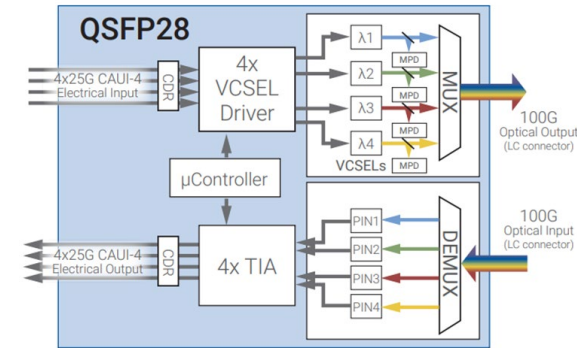 QSFP28
4x25G CAUI-4
Electrical Input
CDR
4x
VCSEL
Driver
λ1
MPD
λ2
MPD
λ3
MPD
λ4
MPD
VCSELs
MUX
100G
Optical Output
(LC connector)
µController
4x25G CAUI-4
Electrical Output
CDR
4x TIA
PIN1
PIN2
PIN3
PIN4
DEMUX
100G
Optical Input
(LC connector)